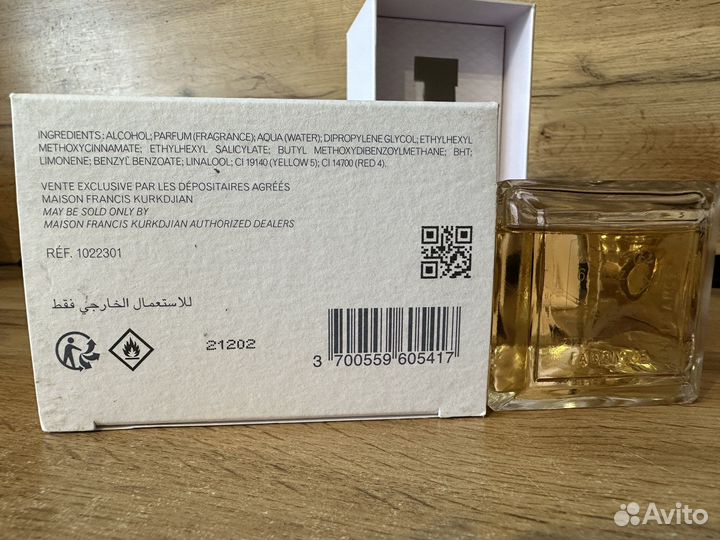 INGREDIENTS : ALCOHOL; PARFUM (FRAGRANCE); AQUA (WATER); DIPROPYLENE GLYCOL; ETHYLHEXYL
METHOXYCINNAMATE; ETHYLHEXYL SALICYLATE; BUTYL METHOXYDIBENZOYLMETHANE; BHT;
LIMONENE; BENZYL BENZOATE; LINALOOL; CI 19140 (YELLOW 5); CI 14700 (RED 4).
VENTE EXCLUSIVE PAR LES DÉPOSITAIRES AGRÉÉS
MAISON FRANCIS KURKDJIAN
MAY BE SOLD ONLY BY
MAISON FRANCIS KURKDJIAN AUTHORIZED DEALERS
RÉF. 1022301
للاستعمال الخارجي فقط
21202
3 700559 605417
Avito